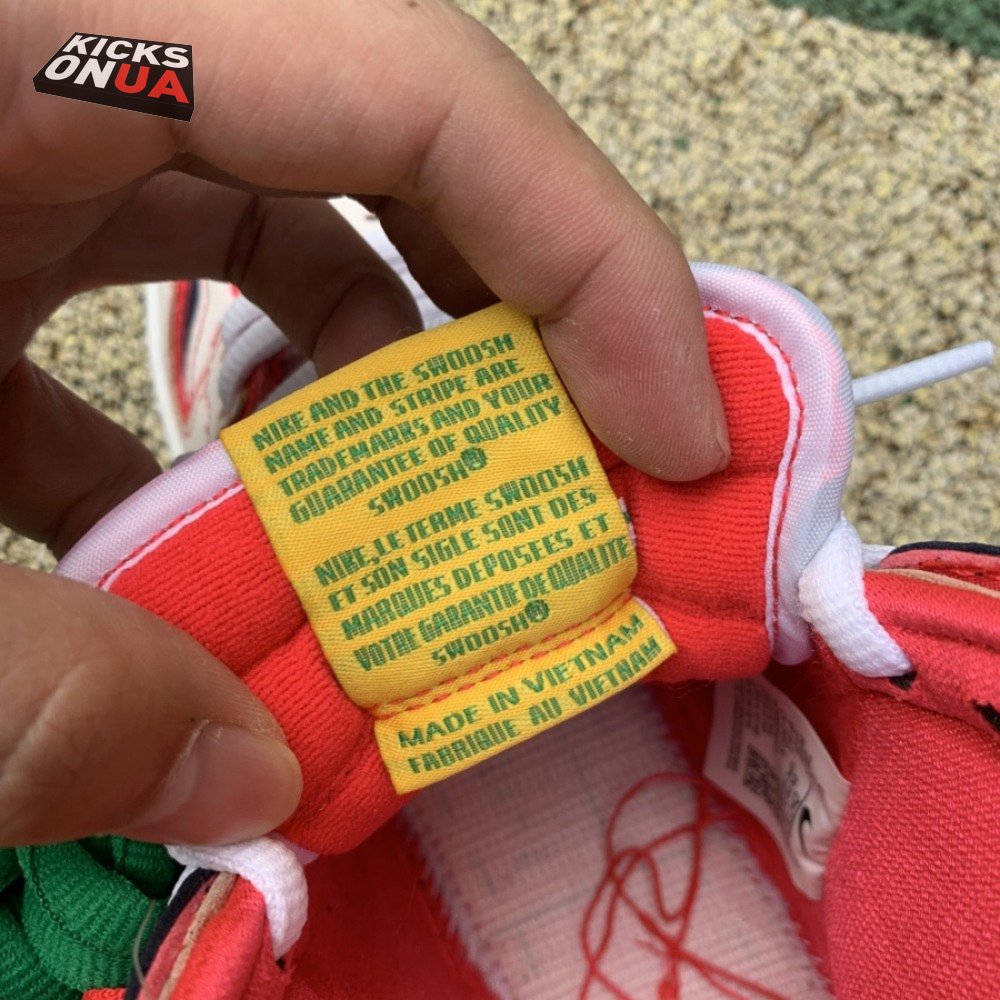 KICKS
ONUA
NIKE AND THE SWOOSH
NAME AND STRIPE ARE
TRADEMARKS AND YOUR
GUARANTEE OF QUALITY
SWOOSH®
NIKE, LE TERME SWOOSH
ET SON SIGLE SONT DES
MARQUES DEPOSEES ET
VOTRE GARANTIE DE QUALITE
SWOOSH®
MADE IN VIETNAM
FABRIQUE AU VIETNAM